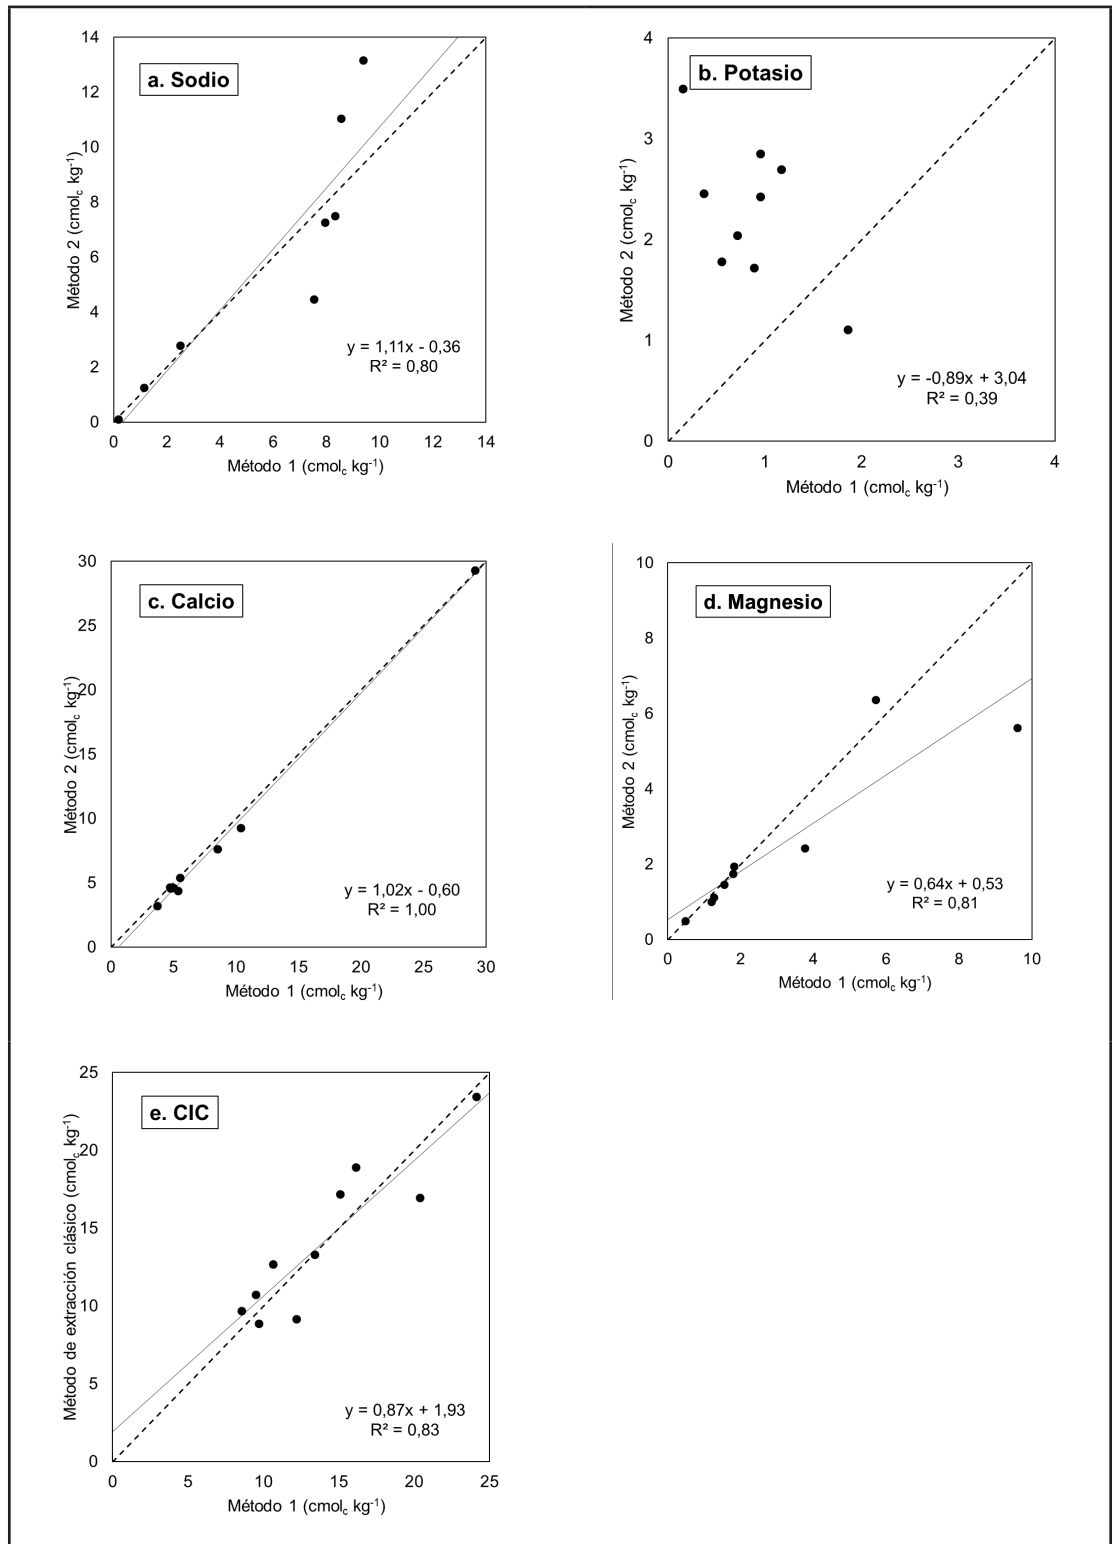 a. Sodio
14
12
10
8
6
4
2
0
Método 2 (cmolc kg-1)
y = 1,11x - 0,36
R² = 0,80
0 2 4 6 8 10 12 14
Método 1 (cmolc kg-1)
b. Potasio
4
3
2
1
0
Método 2 (cmolc kg-1)
y = -0,89x + 3,04
R² = 0,39
0 1 2 3 4
Método 1 (cmolc kg-1)
c. Calcio
30
25
20
15
10
5
0
Método 2 (cmolc kg-1)
y = 1,02x - 0,60
R² = 1,00
0 5 10 15 20 25 30
Método 1 (cmolc kg-1)
d. Magnesio
10
8
6
4
2
0
Método 2 (cmolc kg-1)
y = 0,64x + 0,53
R² = 0,81
0 2 4 6 8 10
Método 1 (cmolc kg-1)
e. CIC
25
20
15
10
5
0
Método de extracción clásico (cmolc kg-1)
y = 0,87x + 1,93
R² = 0,83
0 5 10 15 20 25
Método 1 (cmolc kg-1)